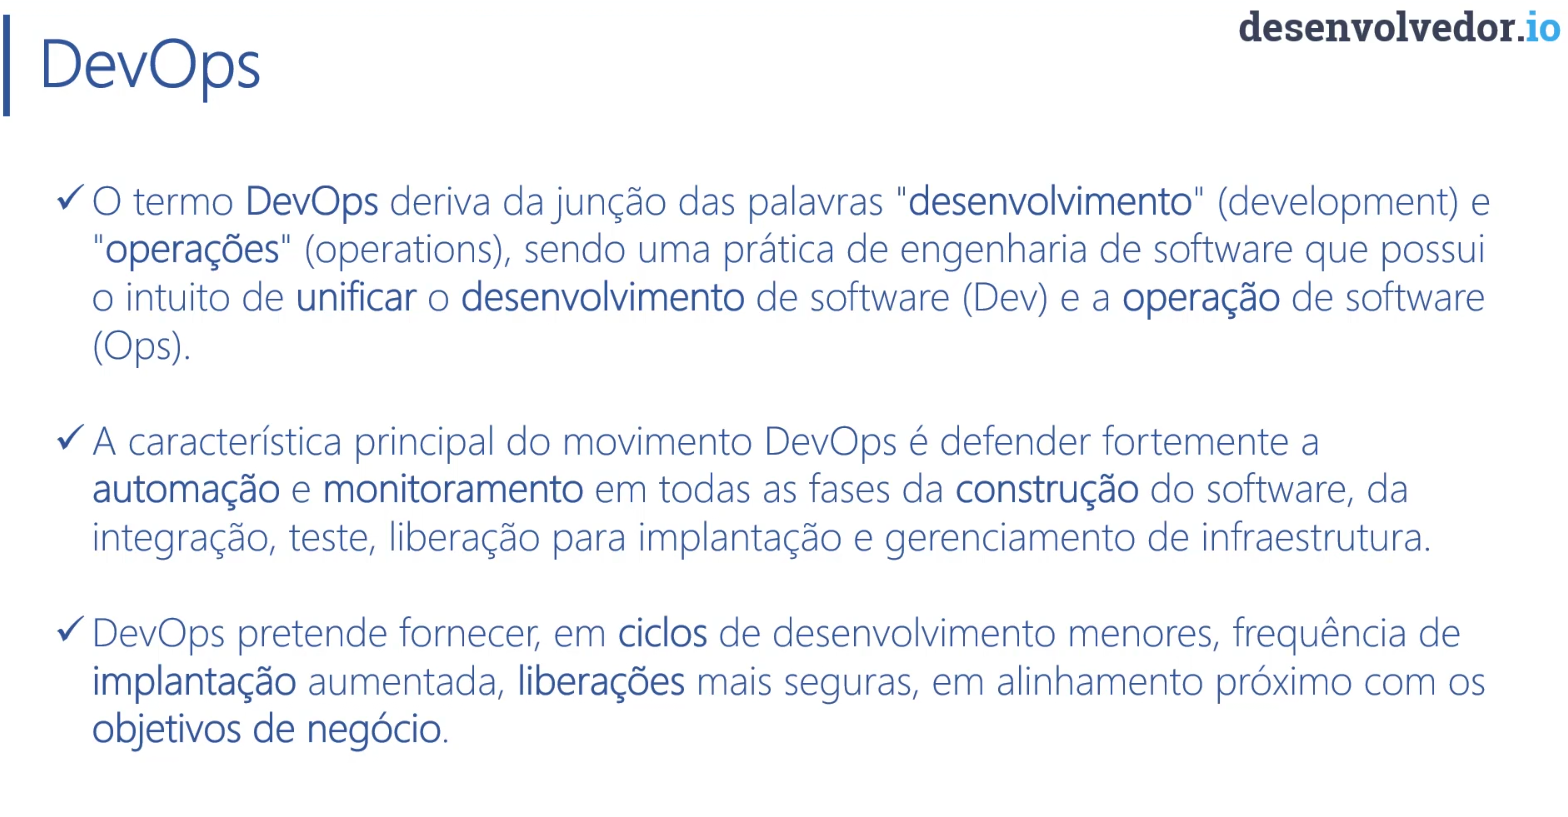 desenvolvedor.io
DevOps
✓ O termo DevOps deriva da junção das palavras "desenvolvimento" (development) e
"operações" (operations), sendo uma prática de engenharia de software que possui
o intuito de unificar o desenvolvimento de software (Dev) e a operação de software
(Ops).
✓ A característica principal do movimento DevOps é defender fortemente a
automação e monitoramento em todas as fases da construção do software, da
integração, teste, liberação para implantação e gerenciamento de infraestrutura.
✓ DevOps pretende fornecer, em ciclos de desenvolvimento menores, frequência de
implantação aumentada, liberações mais seguras, em alinhamento próximo com os
objetivos de negócio.